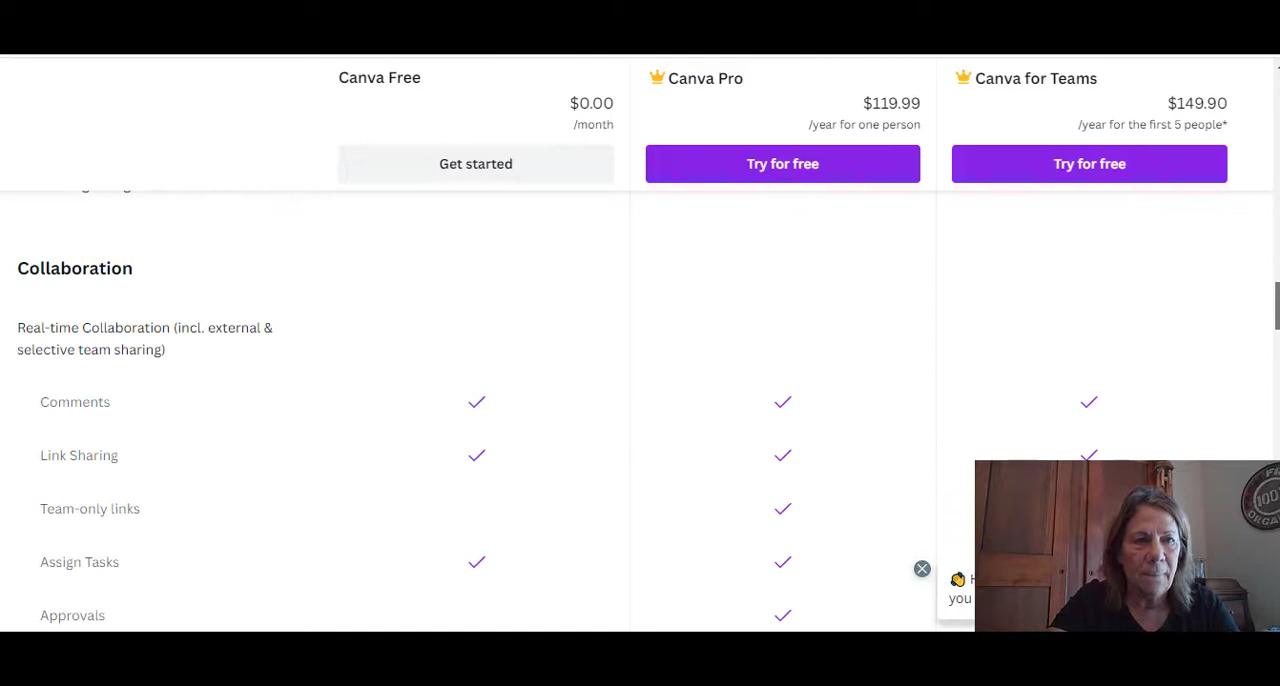 Canva Free
Canva Pro
Canva for Teams
$0.00
$119.99
$149.90
/month
/year for one person
/year for the first 5 people*
Get started
Try for free
Try for free
Collaboration
Real-time Collaboration (incl. external &
selective team sharing)
Comments
Link Sharing
Team-only links
Assign Tasks
Approvals
you
100